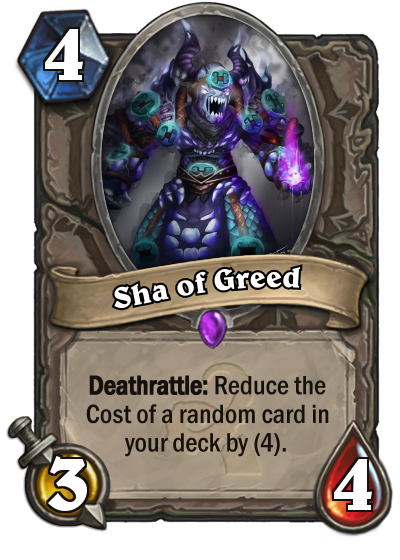 4
Sha of Greed
Deathrattle: Reduce the
Cost of a random card in
your deck by (4).
3
4